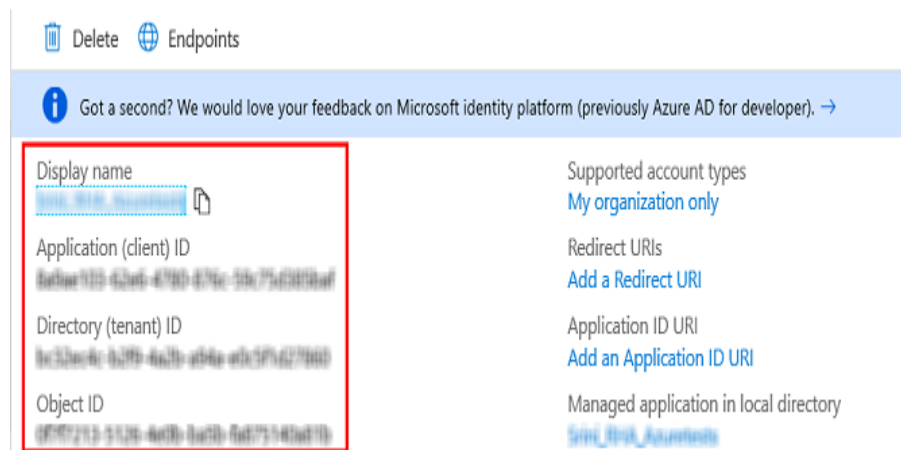 Delete Endpoints
Got a second? We would love your feedback on Microsoft identity platform (previously Azure AD for developer). →
Display name
Application (client) ID
Directory (tenant) ID
Object ID
Supported account types
My organization only
Redirect URIs
Add a Redirect URI
Application ID URI
Add an Application ID URI
Managed application in local directory